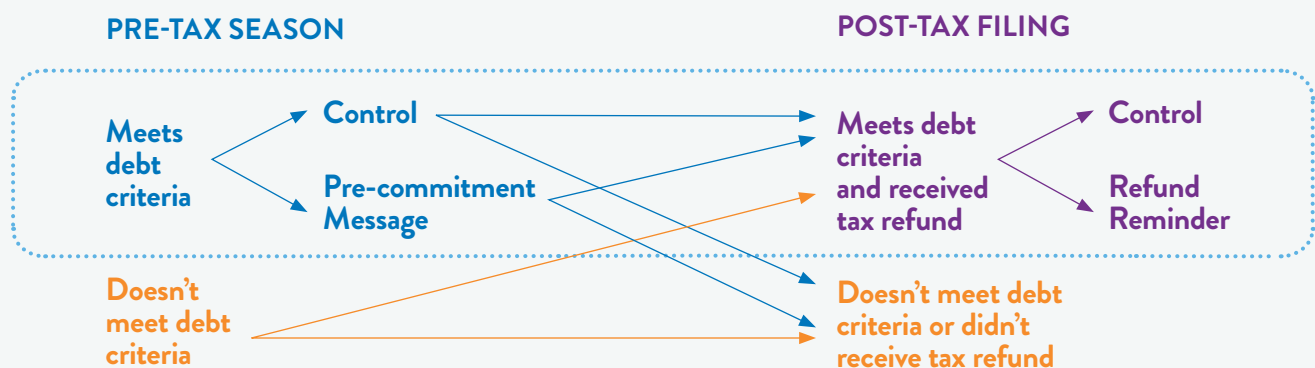 PRE-TAX SEASON
POST-TAX FILING
Meets
debt
criteria
Control
Pre-commitment
Message
Meets debt
criteria
and received
tax refund
Control
Refund
Reminder
Doesn't
meet debt
criteria
Doesn't meet debt
criteria or didn't
receive tax refund